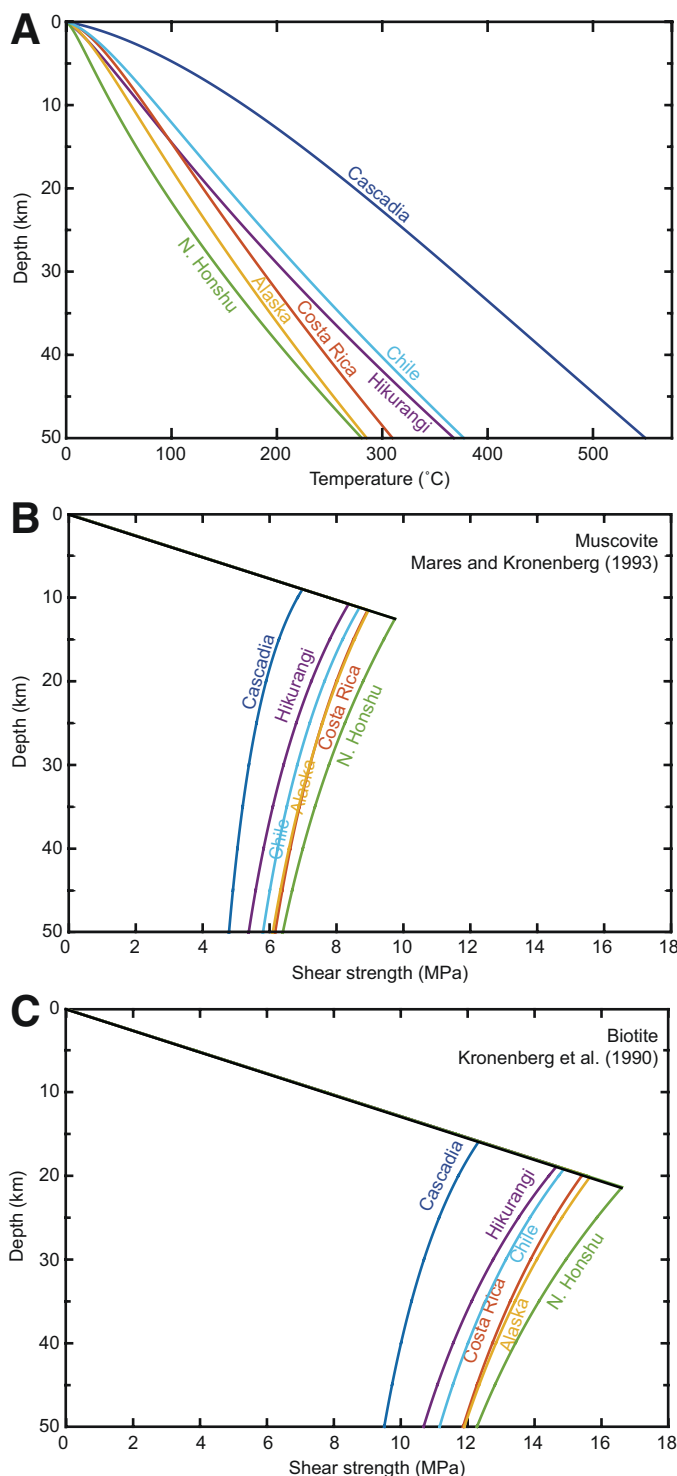 A
0
10
20
30
40
50
Depth (km)
Cascadia
N. Honshu
Alaska
Costa Rica
Chile
Hikurangi
100
200
300
400
500
0
Temperature (˚C)
B
0
10
20
30
40
50
Depth (km)
Muscovite
Mares and Kronenberg (1993)
Cascadia
Hikurangi
Costa Rica
N. Honshu
Alaska
Chile
0 2 4 6 8 10 12 14 16 18
Shear strength (MPa)
C
0
10
20
30
40
50
Depth (km)
Biotite
Kronenberg et al. (1990)
Cascadia
Hikurangi
Chile
N. Honshu
Costa Rica
Alaska
0 2 4 6 8 10 12 14 16 18
Shear strength (MPa)